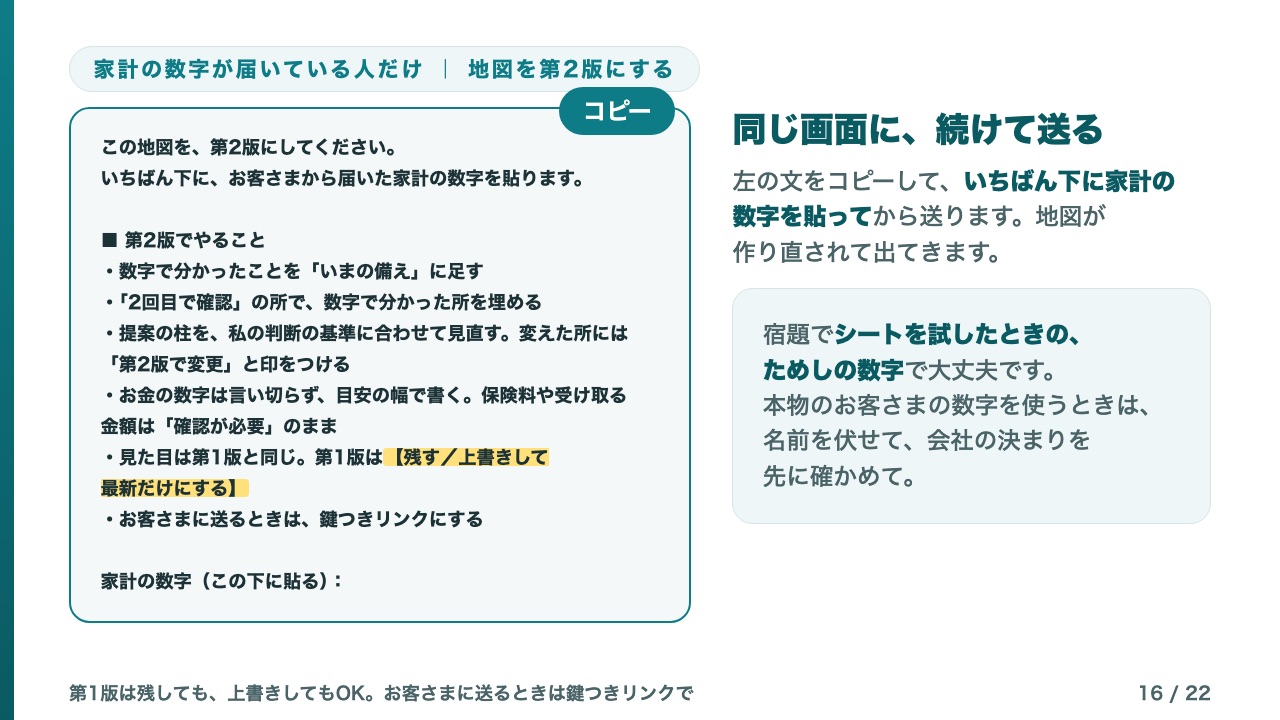 家計の数字が届いている人だけ ｜ 地図を第2版にする
コピー
この地図を、第2版にしてください。
いちばん下に、お客さまから届いた家計の数字を貼ります。
■ 第2版でやること
・数字で分かったことを「いまの備え」に足す
・「2回目で確認」の所で、数字で分かった所を埋める
・提案の柱を、私の判断の基準に合わせて見直す。変えた所には
「第2版で変更」と印をつける
・お金の数字は言い切らず、目安の幅で書く。保険料や受け取る
金額は「確認が必要」のまま
・見た目は第1版と同じ。第1版は【残す／上書きして
最新だけにする】
・お客さまに送るときは、鍵つきリンクにする
家計の数字（この下に貼る）：
同じ画面に、続けて送る
左の文をコピーして、いちばん下に家計の
数字を貼ってから送ります。地図が
作り直されて出てきます。
宿題でシートを試したときの、
ためしの数字で大丈夫です。
本物のお客さまの数字を使うときは、
名前を伏せて、会社の決まりを
先に確かめて。
第1版は残しても、上書きしてもOK。お客さまに送るときは鍵つきリンクで
16 / 22